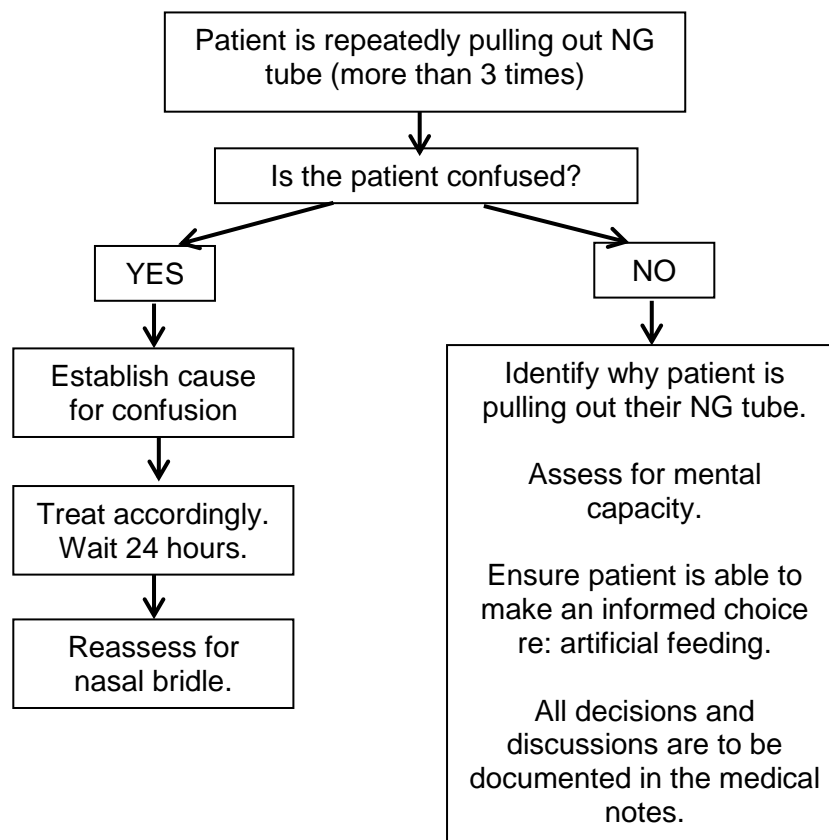 Patient is repeatedly pulling out NG
tube (more than 3 times)
Is the patient confused?
YES
NO
Establish cause
for confusion
Treat accordingly.
Wait 24 hours.
Reassess for
nasal bridle.
Identify why patient is
pulling out their NG tube.
Assess for mental
capacity.
Ensure patient is able to
make an informed choice
re: artificial feeding.
All decisions and
discussions are to be
documented in the medical
notes.